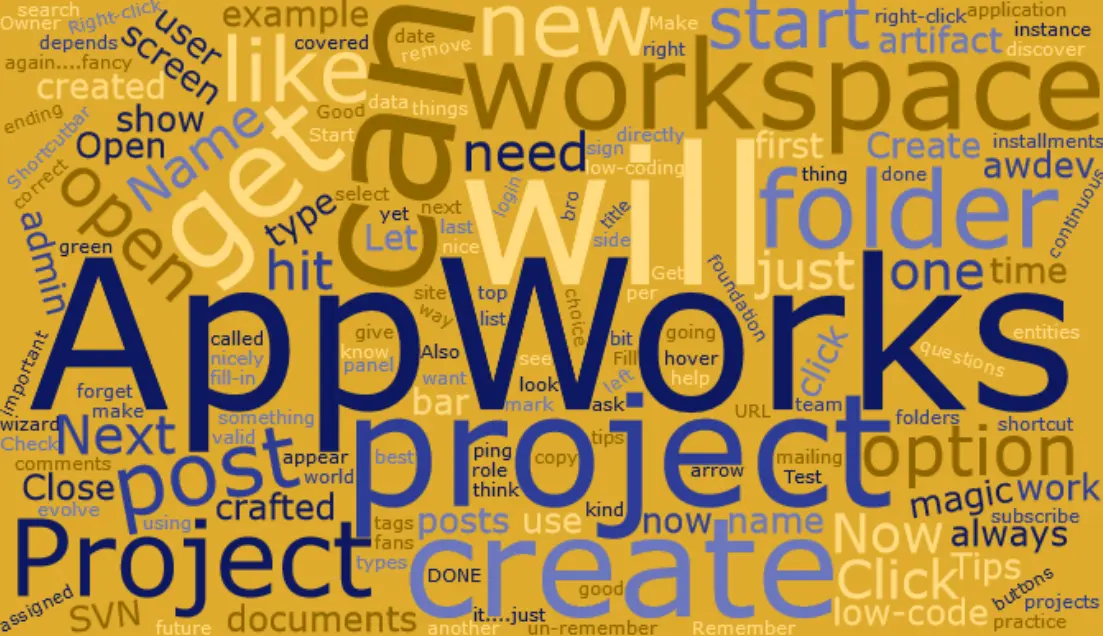 search
Owner
Right-click
user
example
can
date
remove
new
Make
start
right-click
application
depends
screen
covered
like
right
artifact
instance
discover
again....fancy
created
workspace
ending
show
Name
Good
data
things
Open
get
Start
need
sign
directly
first
Create
installments
Shortcutbar
correct
open
low-coding
awdev
select
login
bro
title
will
folder
thing
done
continuous
admin
type
yet
next
Let
last
nice
side
green
hit
Get
per
just
one
time
foundation
AppWorks
site
way
top
list
choice
called
nicely
fill-in
give
know
panel
Also
see
bit
Fill
left
going
hover
help
click
questions
entities
important
want
look
forget
make
bar
mark
ask
URL
team
folders
shortcut
wizard
Check
Next
something
valid
project
tips
option
comments
post
appear
world
best
ping
role
think
copy
arrow
mailing
Test
Close
evolve
crafted
magic
work
using
kind
subscribe
Project
tags
fans
types
posts
use
now
name
Now
always
create
DONE
good
Click
Tips
buttons
projects
assigned
SVN
future
documents
it....just
another
un-remember
Remember
low-code
practice